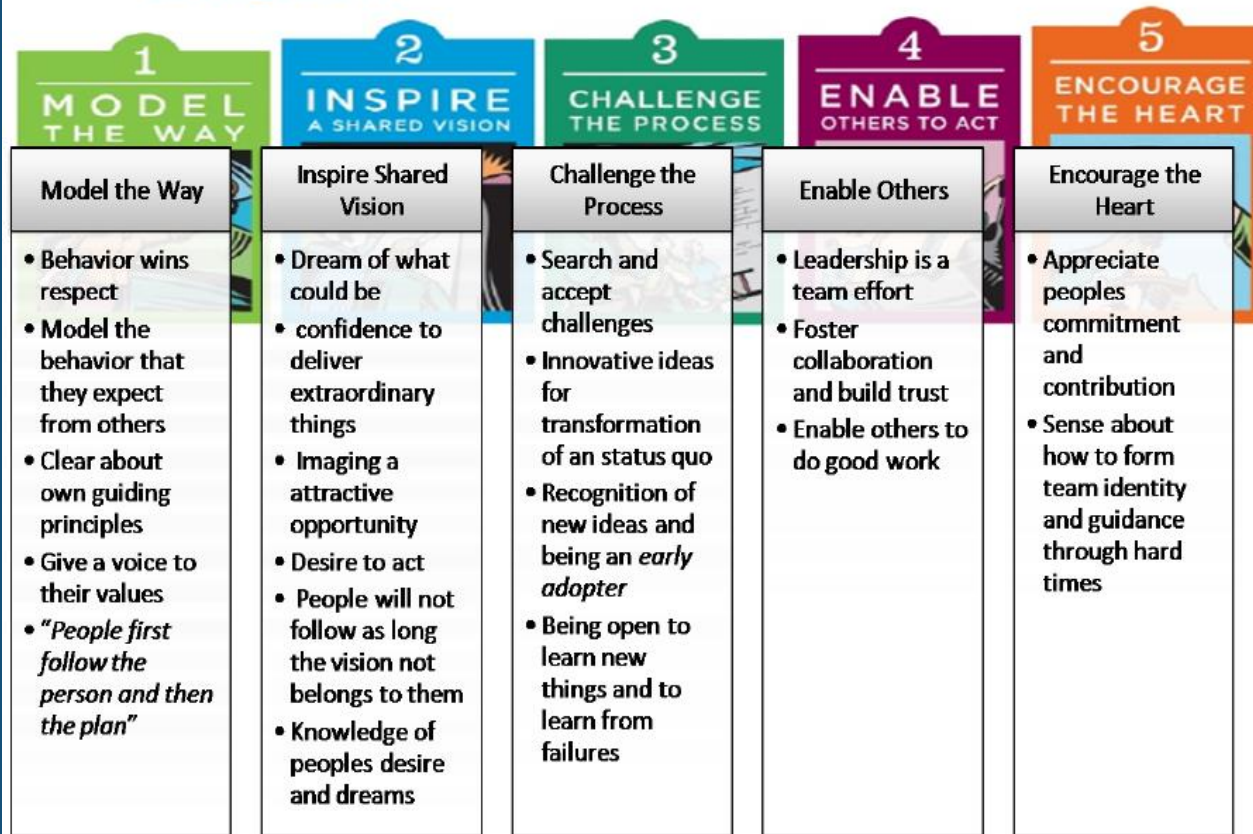 1
MODEL
THE WAY
2
INSPIRE
A SHARED VISION
3
CHALLENGE
THE PROCESS
4
ENABLE
OTHERS TO ACT
5
ENCOURAGE
THE HEART
Model the Way
• Behavior wins
respect
• Model the
behavior that
they expect
from others
• Clear about
own guiding
principles
• Give a voice to
their values
• "People first
follow the
person and then
the plan"
Inspire Shared
Vision
• Dream of what
could be
• confidence to
deliver
extraordinary
things
• Imaging a
attractive
opportunity
• Desire to act
• People will not
follow as long
the vision not
belongs to them
• Knowledge of
peoples desire
and dreams
Challenge the
Process
• Search and
accept
challenges
• Innovative ideas
for
transformation
of an status quo
• Recognition of
new ideas and
being an early
adopter
• Being open to
learn new
things and to
learn from
failures
Enable Others
• Leadership is a
team effort
• Foster
collaboration
and build trust
• Enable others to
do good work
Encourage the
Heart
• Appreciate
peoples
commitment
and
contribution
• Sense about
how to form
team identity
and guidance
through hard
times